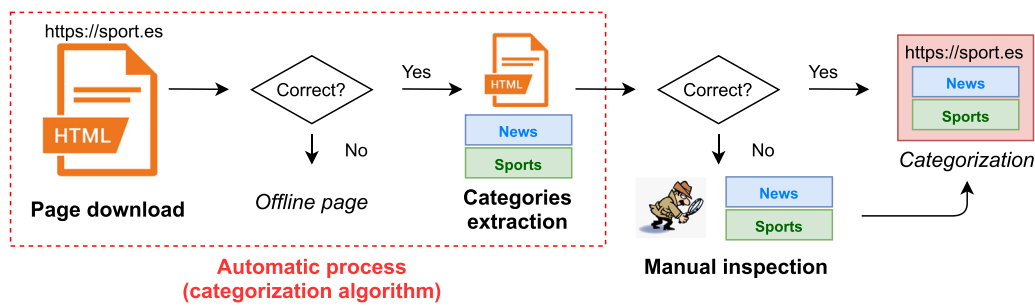 https://sport.es
HTML
Page download
Correct?
Yes
No
Offline page
HTML
News
Sports
Categories
extraction
Automatic process
(categorization algorithm)
Correct?
Yes
No
News
Sports
Manual inspection
https://sport.es
News
Sports
Categorization